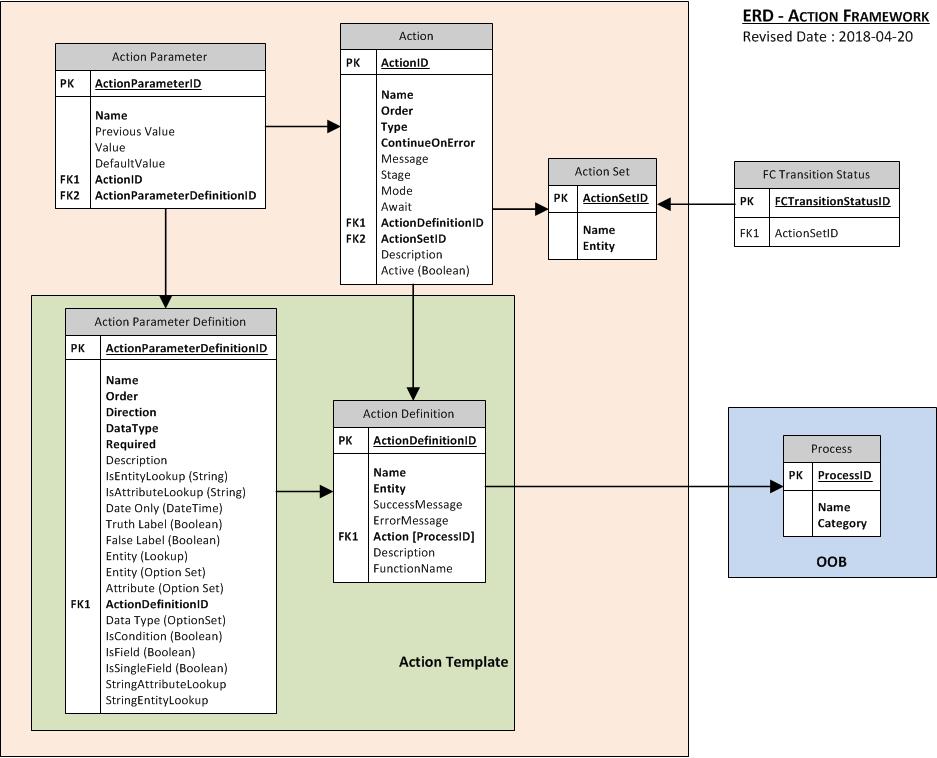 ERD - ACTION FRAMEWORK
Revised Date : 2018-04-20
Action Parameter
PK ActionParameterID
Name
Previous Value
Value
DefaultValue
FK1 ActionID
FK2 ActionParameterDefinitionID
Action
PK ActionID
Name
Order
Type
ContinueOnError
Message
Stage
Mode
Await
FK1 ActionDefinitionID
FK2 ActionSetID
Description
Active (Boolean)
Action Set
PK ActionSetID
Name
Entity
FC Transition Status
PK FCTransitionStatusID
FK1 ActionSetID
Action Parameter Definition
PK ActionParameterDefinitionID
Name
Order
Direction
DataType
Required
Description
IsEntityLookup (String)
IsAttributeLookup (String)
Date Only (DateTime)
Truth Label (Boolean)
False Label (Boolean)
Entity (Lookup)
Entity (Option Set)
Attribute (Option Set)
FK1 ActionDefinitionID
Data Type (OptionSet)
IsCondition (Boolean)
IsField (Boolean)
IsSingleField (Boolean)
StringAttributeLookup
StringEntityLookup
Action Definition
PK ActionDefinitionID
Name
Entity
SuccessMessage
ErrorMessage
FK1 Action [ProcessID]
Description
FunctionName
Action Template
Process
PK ProcessID
Name
Category
OOB